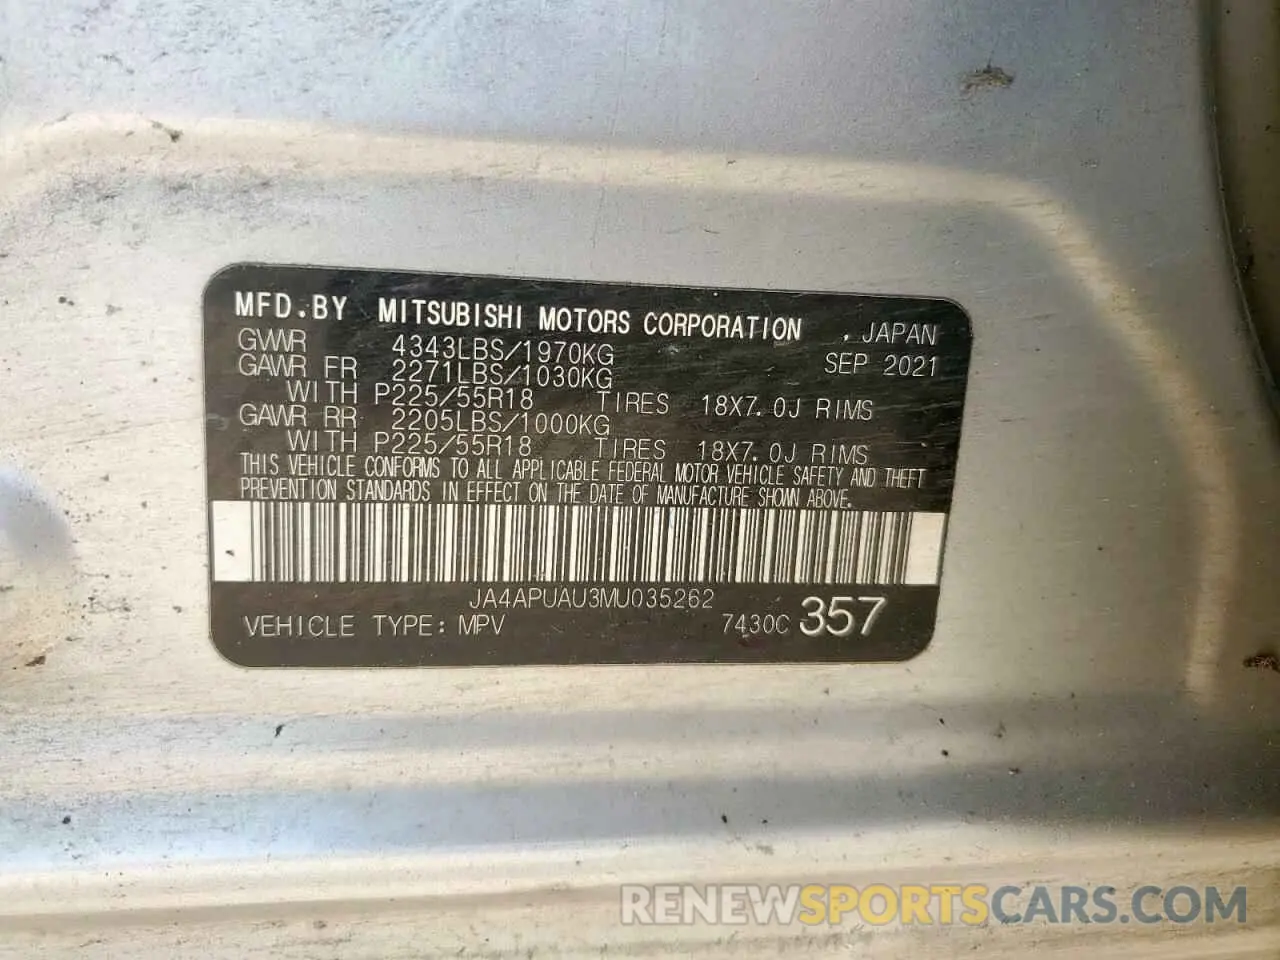 MFD.BY MITSUBISHI MOTORS CORPORATION , JAPAN
GVWR 4343LBS/1970KG SEP 2021
GAWR FR 2271LBS/1030KG
WITH P225/55R18 TIRES 18X7.0J RIMS
GAWR RR 2205LBS/1000KG
WITH P225/55R18 TIRES 18X7.0J RIMS
THIS VEHICLE CONFORMS TO ALL APPLICABLE FEDERAL MOTOR VEHICLE SAFETY AND THEFT
PREVENTION STANDARDS IN EFFECT ON THE DATE OF MANUFACTURE SHOWN ABOVE.
JA4APUAU3MU035262
VEHICLE TYPE: MPV 7430C 357
RENEWSPORTSCARS.COM